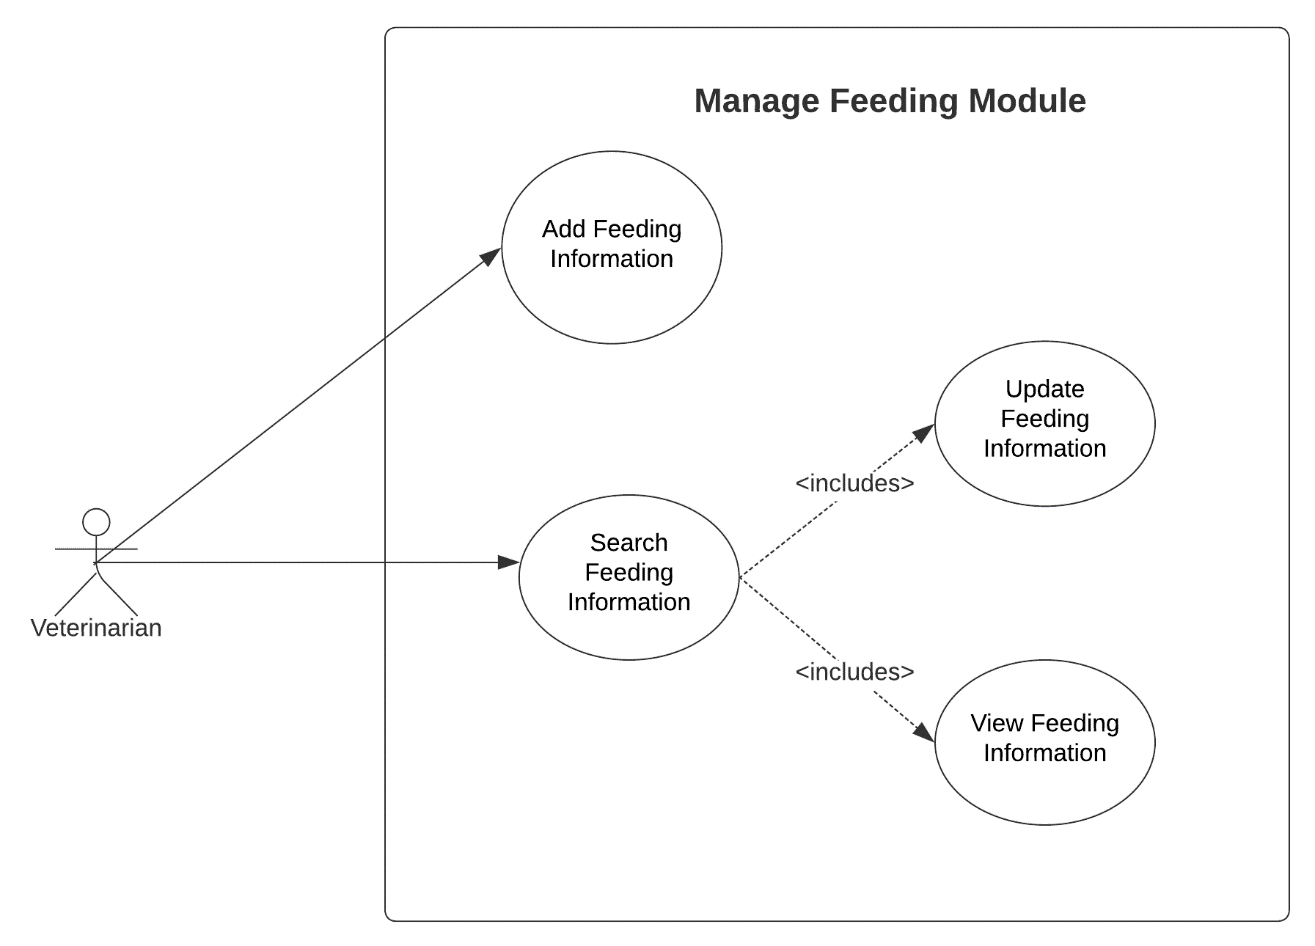 Manage Feeding Module
Add Feeding
Information
Update
Feeding
Information
<includes>
Search
Feeding
Information
Veterinarian
<includes>
View Feeding
Information